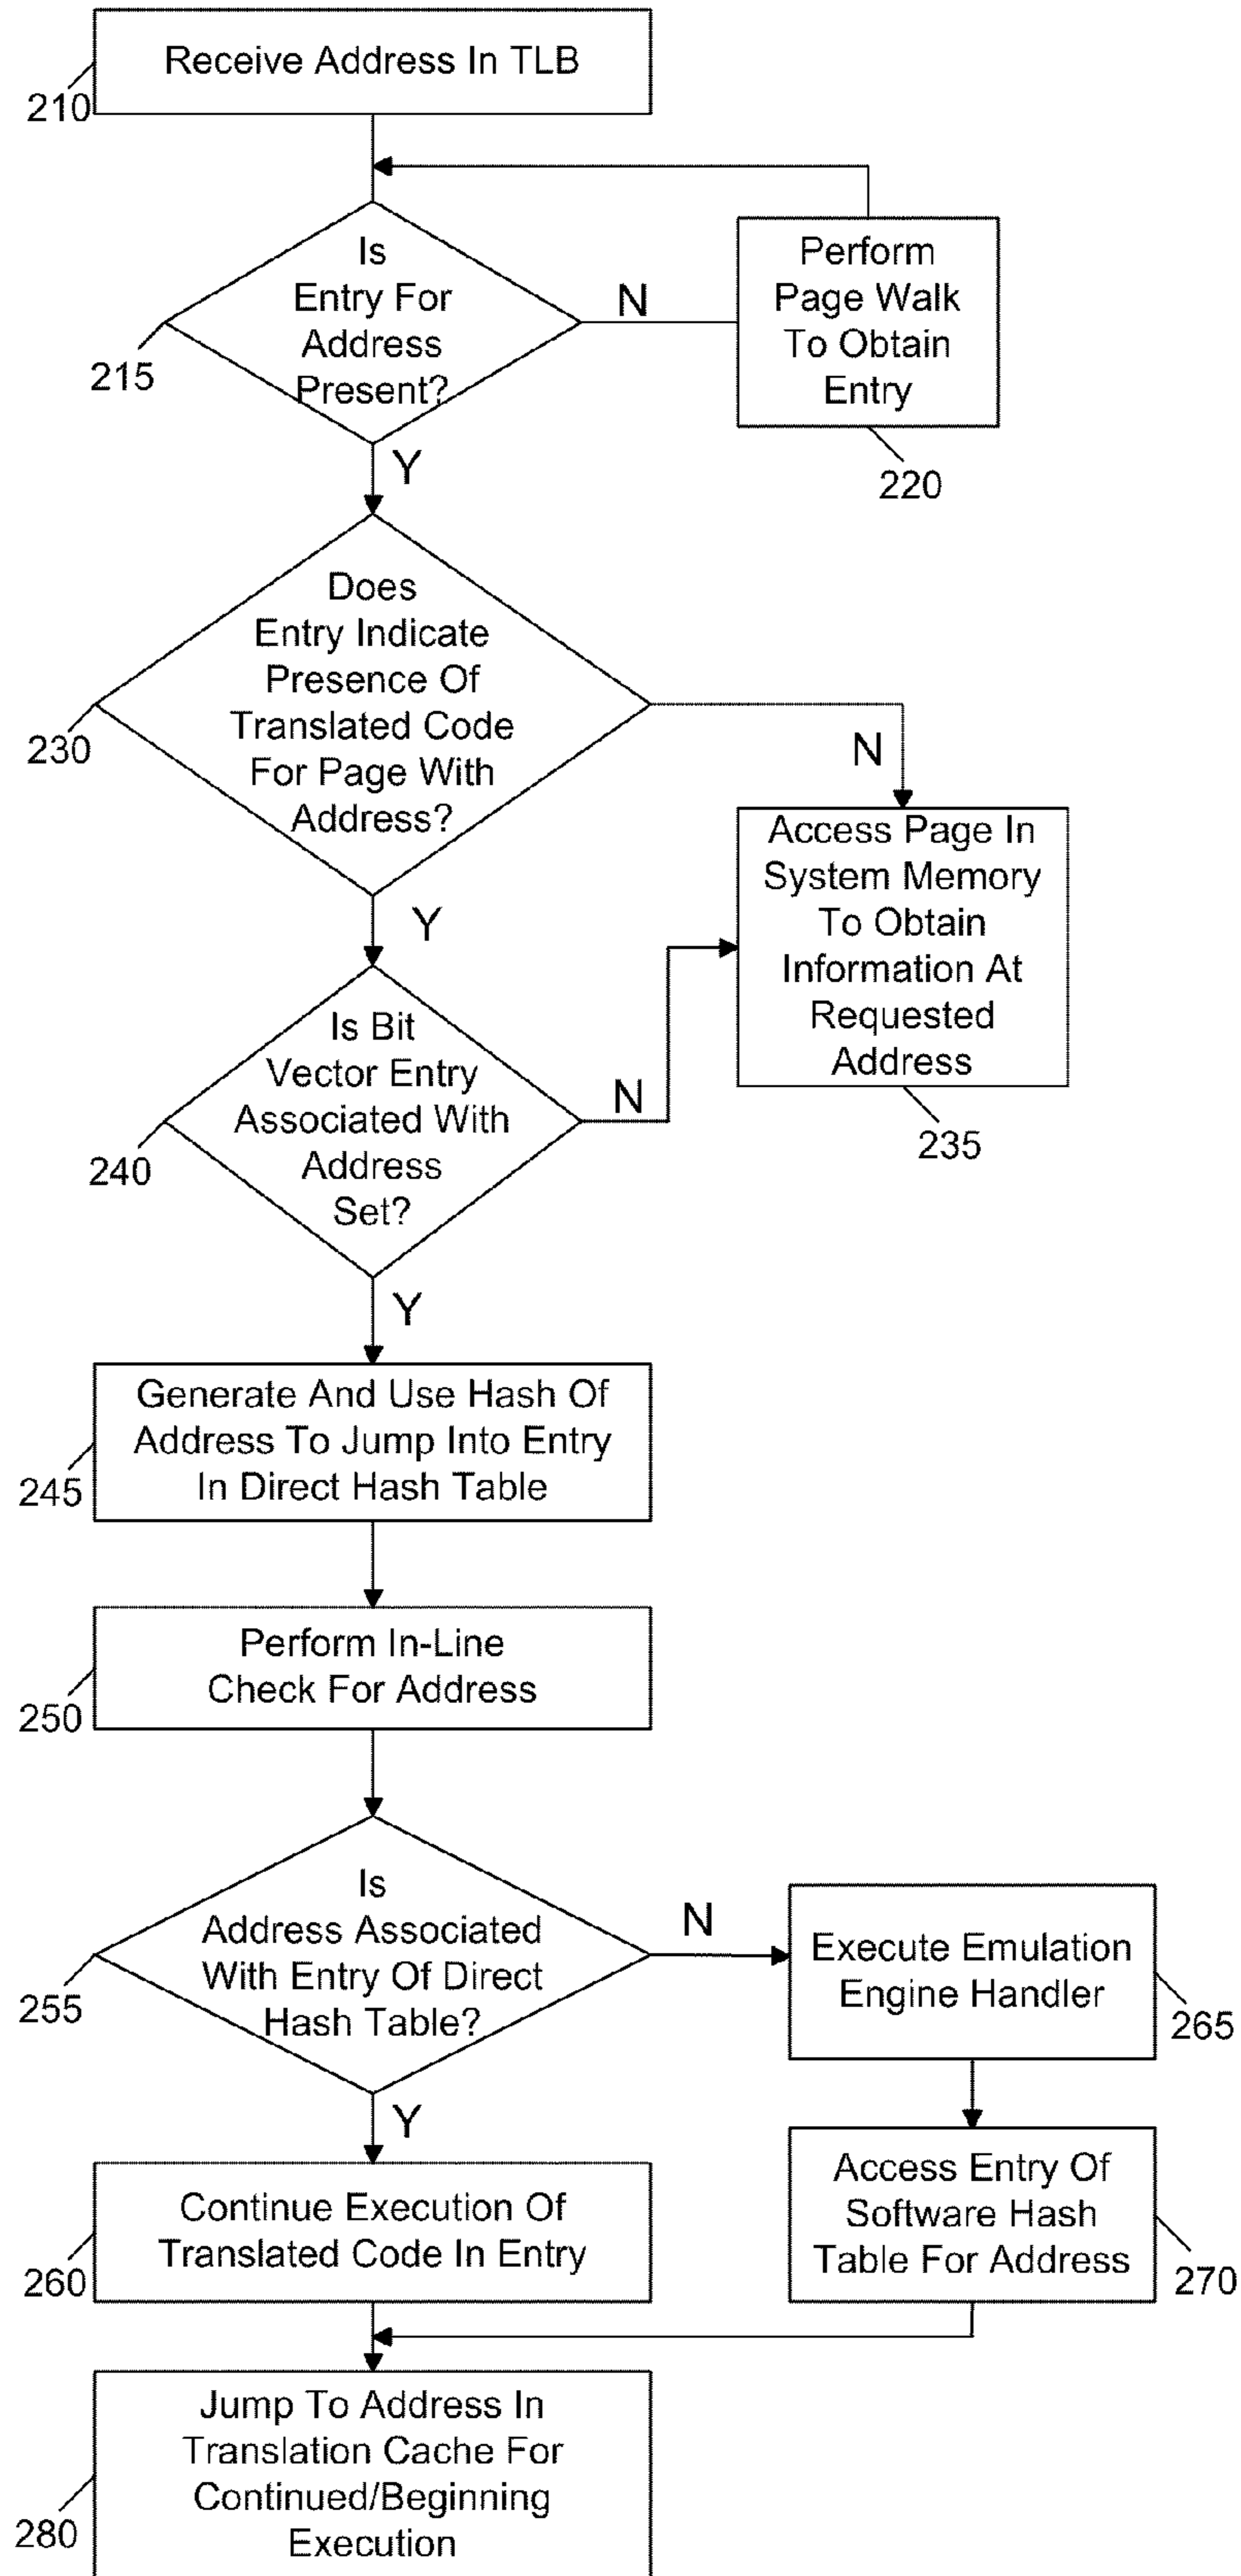 Receive Address In TLB
210
Is
Entry For
Address
Present?
215
N
Perform
Page Walk
To Obtain
Entry
220
Y
Does
Entry Indicate
Presence Of
Translated Code
For Page With
Address?
230
N
Access Page In
System Memory
To Obtain
Information At
Requested
Address
235
Y
Is Bit
Vector Entry
Associated With
Address
Set?
240
N
Y
Generate And Use Hash Of
Address To Jump Into Entry
In Direct Hash Table
245
Perform In-Line
Check For Address
250
Is
Address Associated
With Entry Of Direct
Hash Table?
255
N
Execute Emulation
Engine Handler
265
Y
Continue Execution Of
Translated Code In Entry
260
Access Entry Of
Software Hash
Table For Address
270
Jump To Address In
Translation Cache For
Continued/Beginning
Execution
280